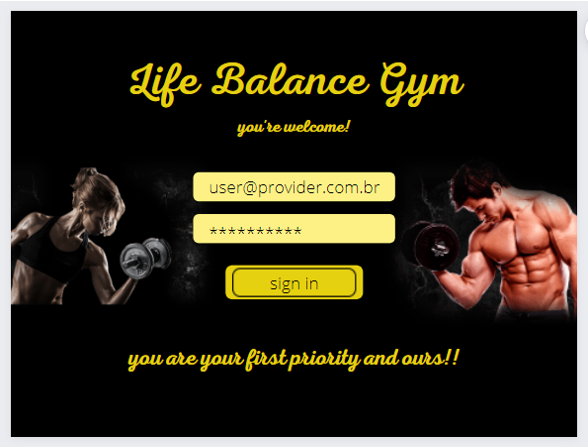 Life Balance Gym
you're welcome!
user@provider.com.br
**********
sign in
you are your first priority and ours!!